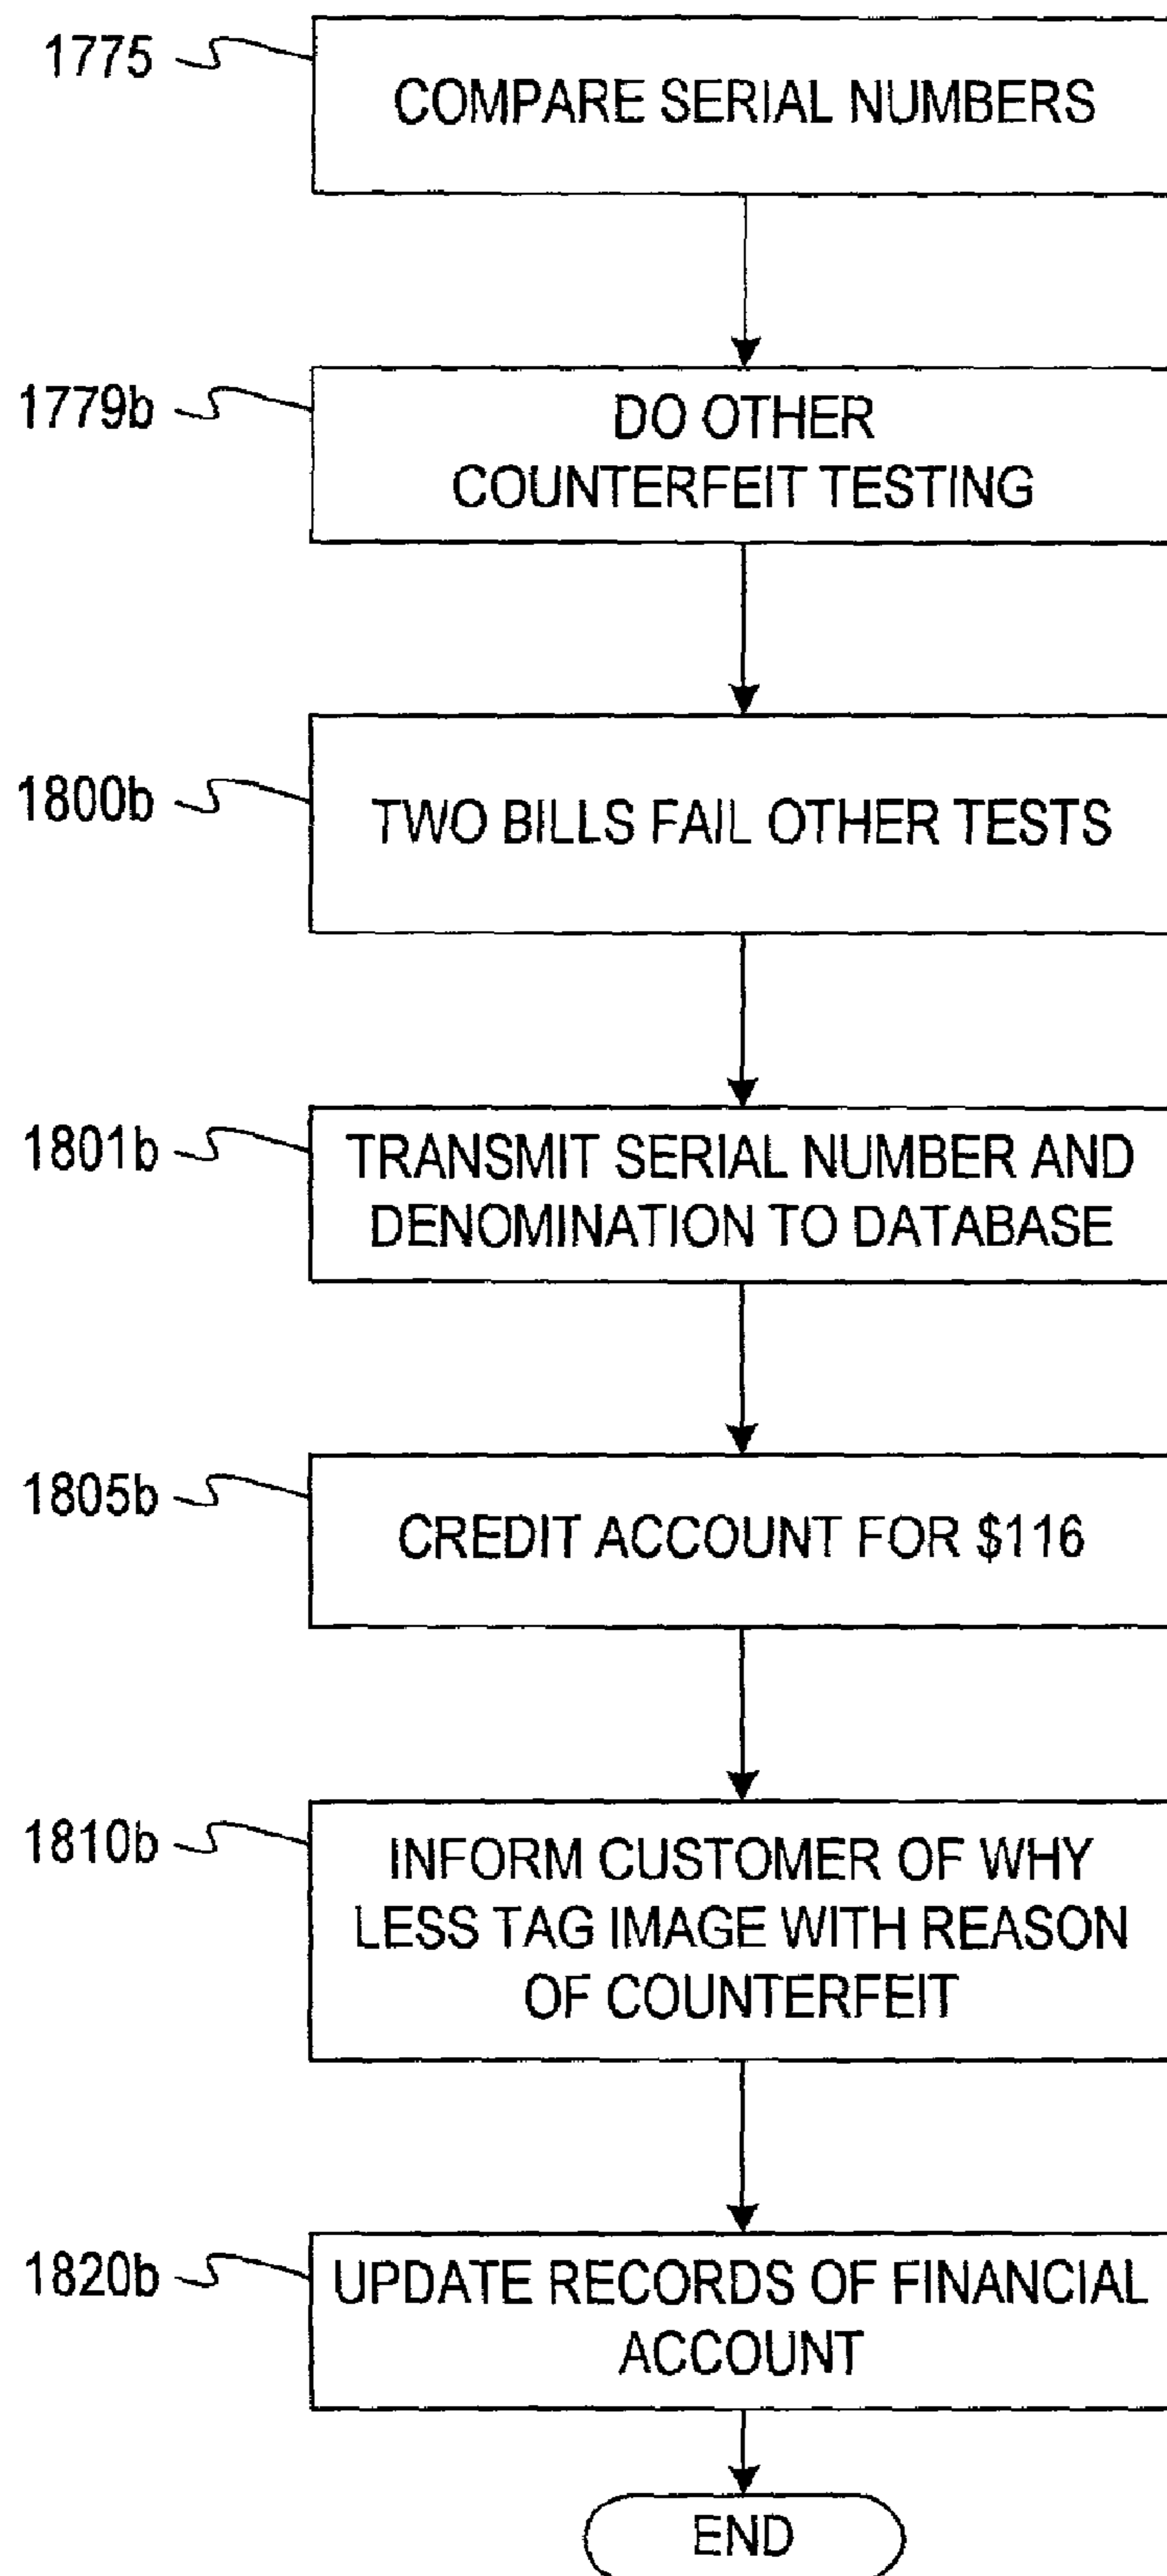 1775
COMPARE SERIAL NUMBERS
1779b
DO OTHER
COUNTERFEIT TESTING
1800b
TWO BILLS FAIL OTHER TESTS
1801b
TRANSMIT SERIAL NUMBER AND
DENOMINATION TO DATABASE
1805b
CREDIT ACCOUNT FOR $116
1810b
INFORM CUSTOMER OF WHY
LESS TAG IMAGE WITH REASON
OF COUNTERFEIT
1820b
UPDATE RECORDS OF FINANCIAL
ACCOUNT
END